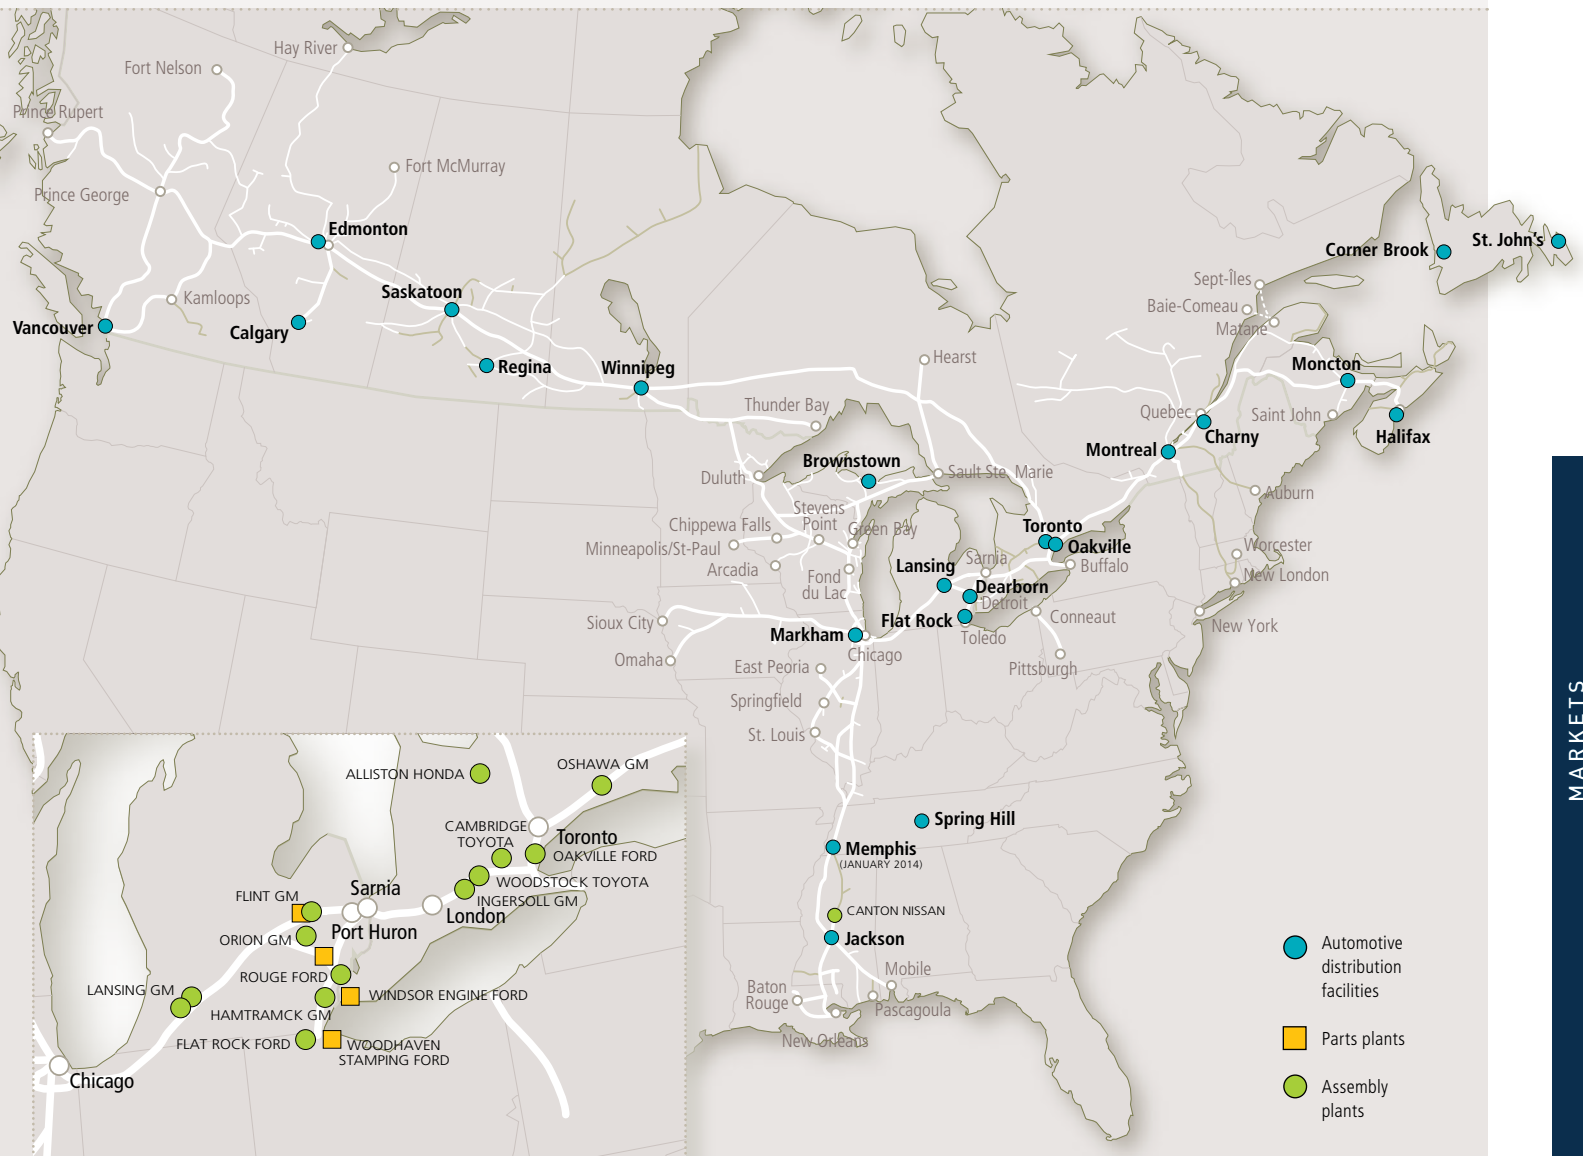 Hay River
Fort Nelson
Prince Rupert
Fort McMurray
Prince George
Edmonton
Corner Brook
St. John's
Sept-Îles
Saskatoon
Kamloops
Baie-Comeau
Vancouver
Calgary
Matane
Hearst
Moncton
Regina
Winnipeg
Thunder Bay
Quebec
Saint John
Charny
Halifax
Montreal
Brownstown
Duluth
Sault Ste. Marie
Auburn
Stevens
Point
Chippewa Falls
Green Bay
Toronto
Oakville
Minneapolis/St-Paul
Worcester
Arcadia
Fond
du Lac
Lansing
Sarnia
Buffalo
New London
Dearborn
Detroit
Sioux City
Flat Rock
Conneaut
New York
Markham
Toledo
Chicago
Omaha
East Peoria
Pittsburgh
Springfield
St. Louis
MARKETS
Spring Hill
Memphis
(JANUARY 2014)
CANTON NISSAN
Jackson
Mobile
Baton
Rouge
Pascagoula
New Orleans
ALLISTON HONDA
OSHAWA GM
CAMBRIDGE
TOYOTA
Toronto
OAKVILLE FORD
WOODSTOCK TOYOTA
INGERSOLL GM
Sarnia
FLINT GM
London
Port Huron
ORION GM
ROUGE FORD
LANSING GM
WINDSOR ENGINE FORD
HAMTRAMCK GM
FLAT ROCK FORD
WOODHAVEN
STAMPING FORD
Chicago
Automotive
distribution
facilities
Parts plants
Assembly
plants